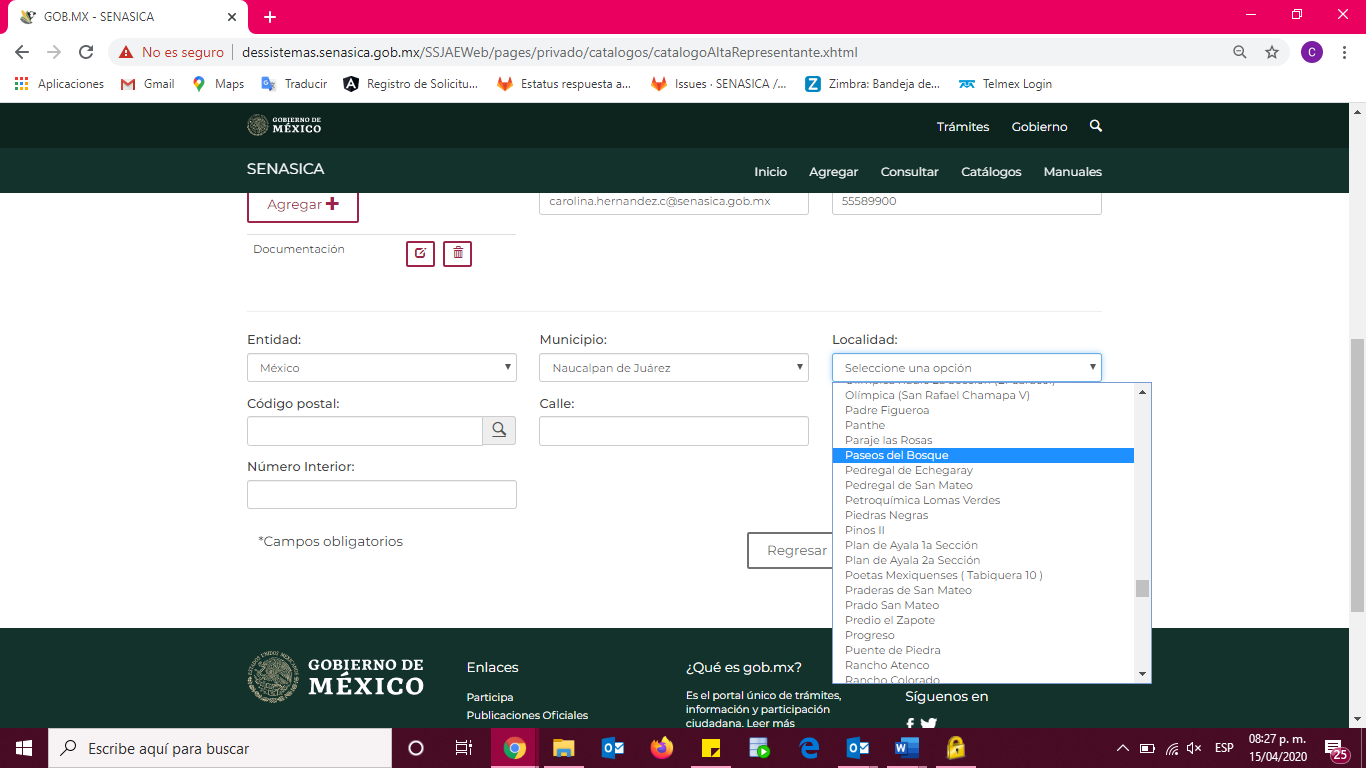 GOB.MX - SENASICA
No es seguro
dessistemas.senasica.gob.mx/SSJAEWeb/pages/privado/catalogos/catalogoAltaRepresentante.xhtml
C
Aplicaciones
Gmail
Maps
Traducir
Registro de Solicitu...
Estatus respuesta a...
Issues · SENASICA /...
Zimbra: Bandeja de...
Telmex Login
GOBIERNO DE
MÉXICO
Trámites
Gobierno
SENASICA
Inicio
Agregar
Consultar
Catálogos
Manuales
Agregar
carolina.hernandez.c@senasica.gob.mx
55589900
Documentación
Entidad:
Municipio:
Localidad:
México
Naucalpan de Juárez
Seleccione una opción
Código postal:
Calle:
Número Interior:
*Campos obligatorios
Regresar
Olímpica (San Rafael Chamapa V)
Padre Figueroa
Panthe
Paraje las Rosas
Paseos del Bosque
Pedregal de Echegaray
Pedregal de San Mateo
Petroquímica Lomas Verdes
Piedras Negras
Pinos II
Plan de Ayala 1a Sección
Plan de Ayala 2a Sección
Poetas Mexiquenses ( Tabiquera 10 )
Praderas de San Mateo
Prado San Mateo
Predio el Zapote
Progreso
Puente de Piedra
Rancho Atenco
Rancho Colorado
GOBIERNO DE
MÉXICO
Enlaces
Participa
Publicaciones Oficiales
¿Qué es gob.mx?
Es el portal único de trámites,
información y participación
ciudadana. Leer más
Síguenos en
Escribe aquí para buscar
ESP
08:27 p. m.
15/04/2020
25